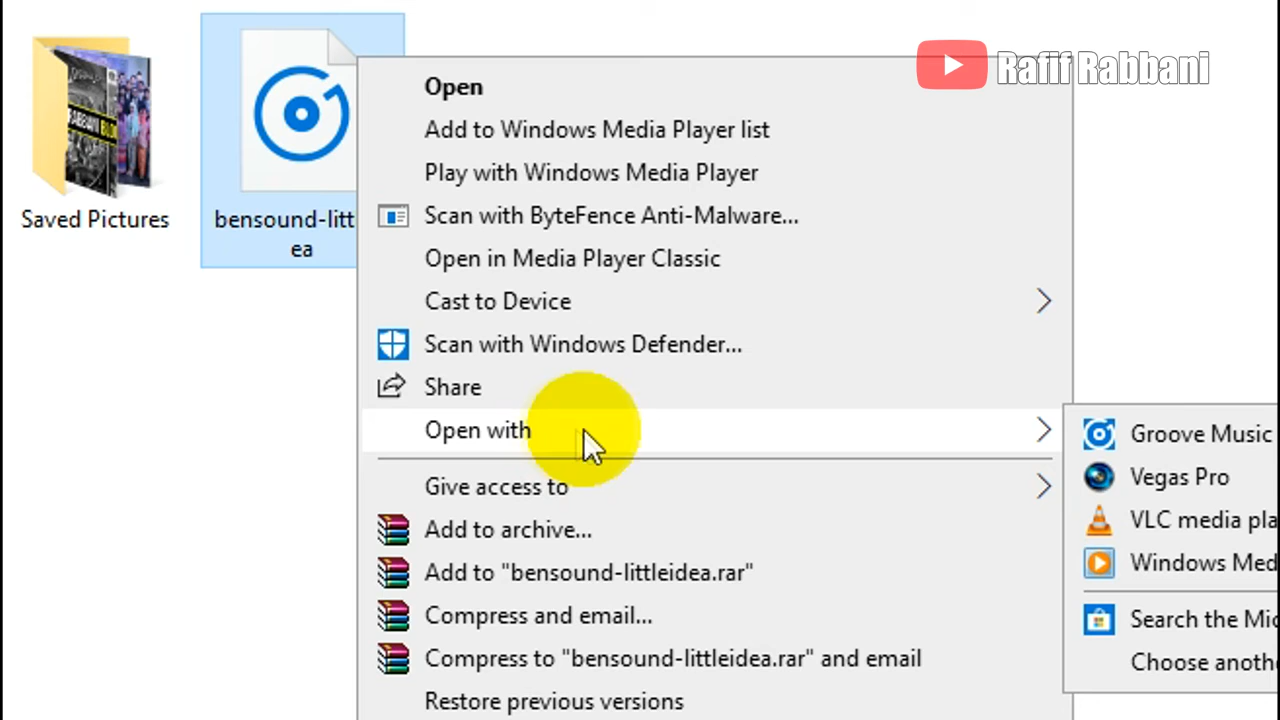 Rafif Rabbani
Saved Pictures
bensound-litt
ea
Open
Add to Windows Media Player list
Play with Windows Media Player
Scan with ByteFence Anti-Malware...
Open in Media Player Classic
Cast to Device
Scan with Windows Defender...
Share
Open with
Give access to
Add to archive...
Add to "bensound-littleidea.rar"
Compress and email...
Compress to "bensound-littleidea.rar" and email
Restore previous versions
Groove Music
Vegas Pro
VLC media pla
Windows Med
Search the Mic
Choose anoth